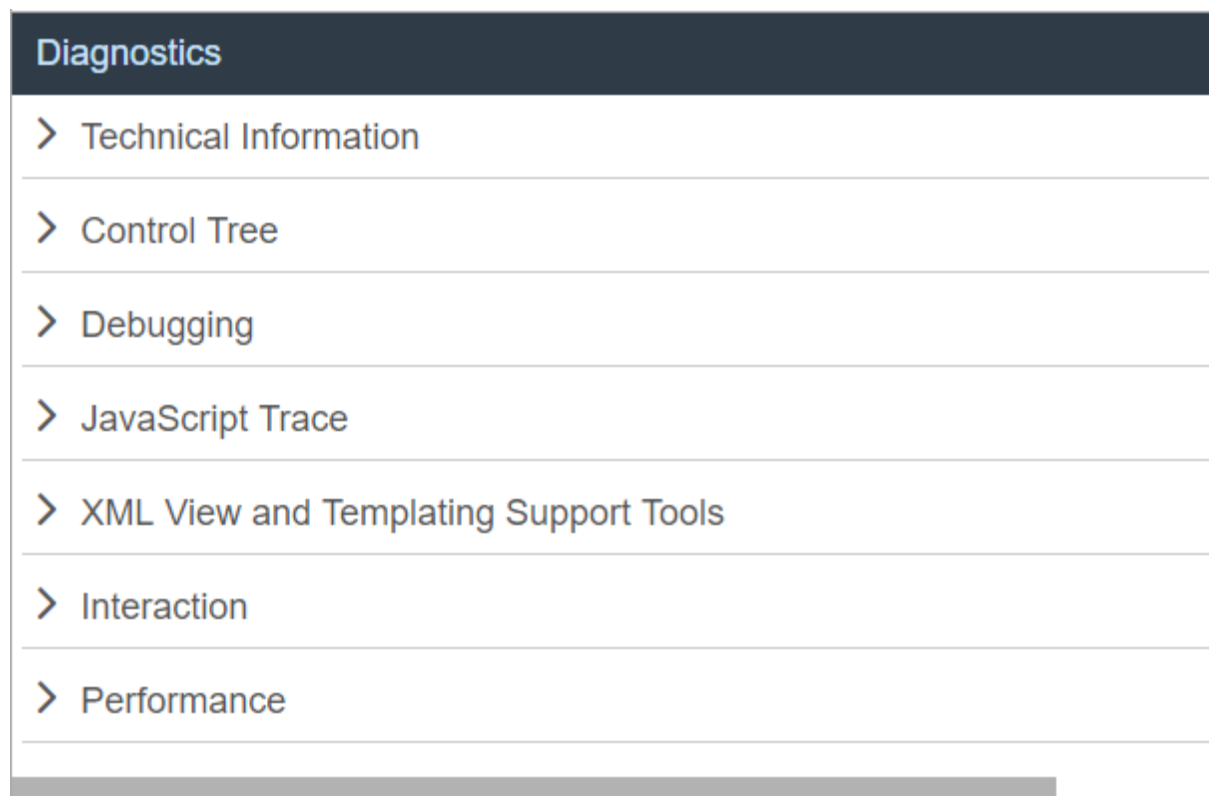 Diagnostics
Technical Information
Control Tree
Debugging
JavaScript Trace
XML View and Templating Support Tools
Interaction
Performance